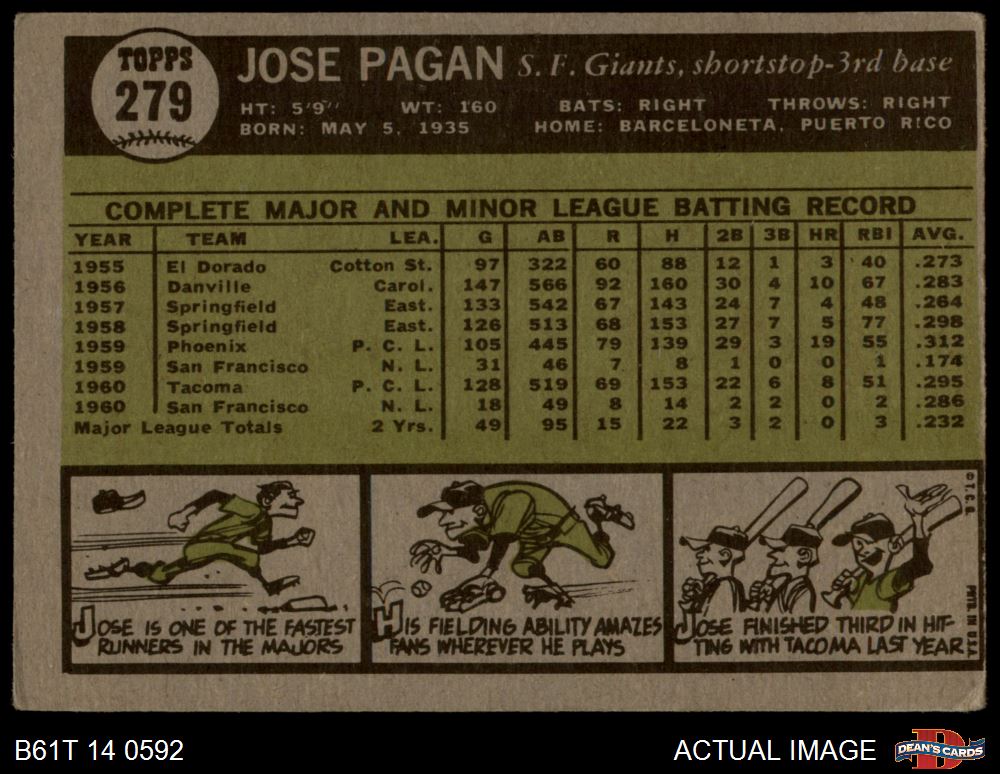 TOPPS
279
JOSE PAGAN S. F. Giants, shortstop-3rd base
HT: 5'9" WT: 160 BATS: RIGHT THROWS: RIGHT
BORN: MAY 5, 1935 HOME: BARCELONETA, PUERTO RICO
COMPLETE MAJOR AND MINOR LEAGUE BATTING RECORD
YEAR TEAM LEA. G AB R H 2B 3B HR RBI AVG.
1955 El Dorado Cotton St. 97 322 60 88 12 1 3 40 .273
1956 Danville Carol. 147 566 92 160 30 4 10 67 .283
1957 Springfield East. 133 542 67 143 24 7 4 48 .264
1958 Springfield East. 126 513 68 153 27 7 5 77 .298
1959 Phoenix P. C. L. 105 445 79 139 29 3 19 55 .312
1959 San Francisco N. L. 31 46 7 8 1 0 0 1 .174
1960 Tacoma P. C. L. 128 519 69 153 22 6 8 51 .295
1960 San Francisco N. L. 18 49 8 14 2 2 0 2 .286
Major League Totals 2 Yrs. 49 95 15 22 3 2 0 3 .232
JOSE IS ONE OF THE FASTEST
RUNNERS IN THE MAJORS
HIS FIELDING ABILITY AMAZES
FANS WHEREVER HE PLAYS
JOSE FINISHED THIRD IN HIT-
TING WITH TACOMA LAST YEAR
© T.C.G.
PRTD. IN U.S.A.
B61T 14 0592
ACTUAL IMAGE
DEAN'S CARDS